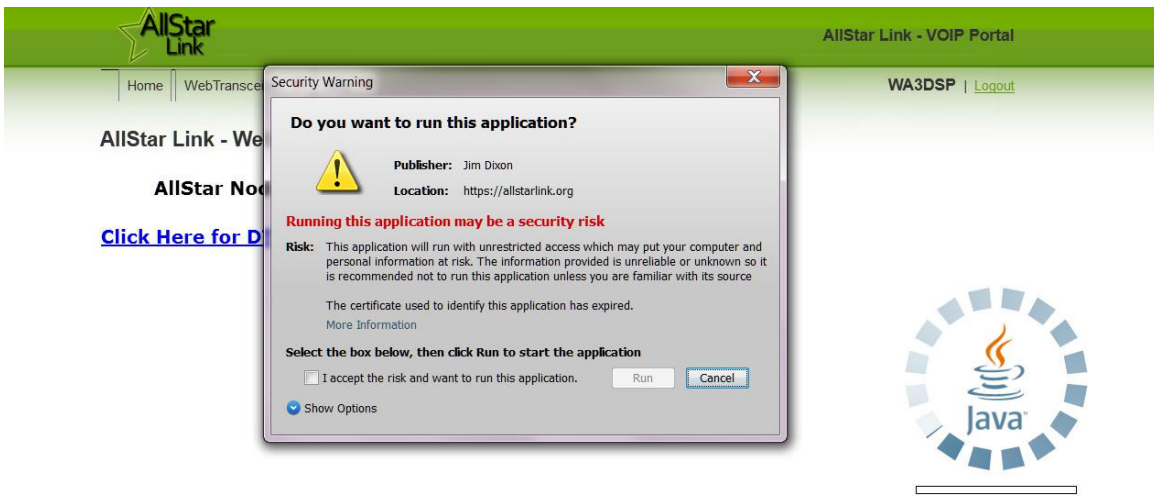 AllStar
Link
AllStar Link - VOIP Portal
Home WebTranscei
WA3DSP | Logout
AllStar Link - We
AllStar Nod
Click Here for D
Security Warning
Do you want to run this application?
Publisher: Jim Dixon
Location: https://allstarlink.org
Running this application may be a security risk
Risk: This application will run with unrestricted access which may put your computer and
personal information at risk. The information provided is unreliable or unknown so it
is recommended not to run this application unless you are familiar with its source
The certificate used to identify this application has expired.
More Information
Select the box below, then click Run to start the application
I accept the risk and want to run this application. Run Cancel
Show Options
Java